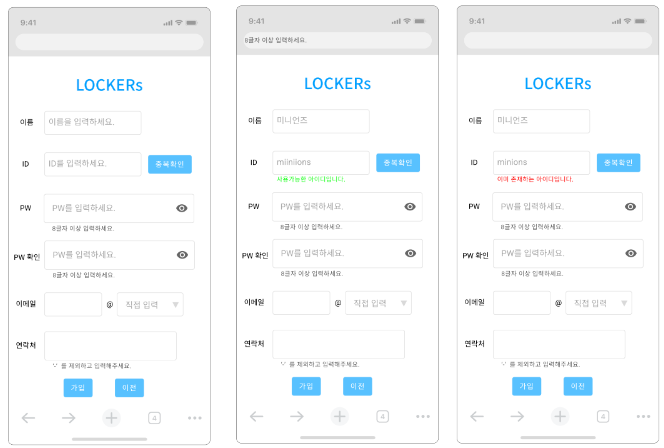 9:41
LOCKERs
이름
이름을 입력하세요.
ID
ID를 입력하세요.
중복확인
PW
PW를 입력하세요.
8글자 이상 입력하세요.
PW 확인
PW를 입력하세요.
8글자 이상 입력하세요.
이메일
@
직접 입력
연락처
'-' 를 제외하고 입력해주세요.
가입
이전
4
9:41
8글자 이상 입력하세요.
LOCKERs
이름
미니언즈
ID
miiniions
중복확인
사용가능한 아이디입니다.
PW
PW를 입력하세요.
8글자 이상 입력하세요.
PW 확인
PW를 입력하세요.
8글자 이상 입력하세요.
이메일
@
직접 입력
연락처
'-' 를 제외하고 입력해주세요.
가입
이전
4
9:41
LOCKERs
이름
미니언즈
ID
minions
중복확인
이미 존재하는 아이디입니다.
PW
PW를 입력하세요.
8글자 이상 입력하세요.
PW 확인
PW를 입력하세요.
8글자 이상 입력하세요.
이메일
@
직접 입력
연락처
'-' 를 제외하고 입력해주세요.
가입
이전
4